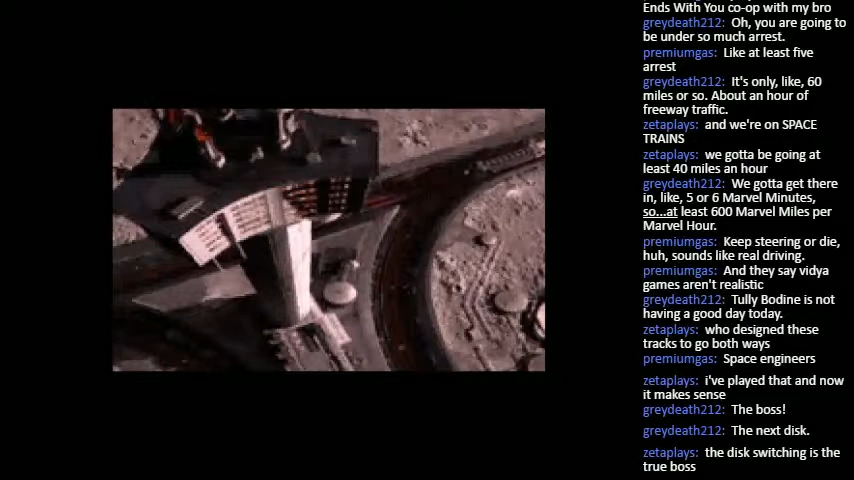 Ends With You co-op with my bro
greydeath212: Oh, you are going to
be under so much arrest.
premiumgas: Like at least five
arrest
greydeath212: It's only, like, 60
miles or so. About an hour of
freeway traffic.
zetaplays: and we're on SPACE
TRAINS
zetaplays: we gotta be going at
least 40 miles an hour
greydeath212: We gotta get there
in, like, 5 or 6 Marvel Minutes,
so...at least 600 Marvel Miles per
Marvel Hour.
premiumgas: Keep steering or die,
huh, sounds like real driving.
premiumgas: And they say vidya
games aren't realistic
greydeath212: Tully Bodine is not
having a good day today.
zetaplays: who designed these
tracks to go both ways
premiumgas: Space engineers
zetaplays: i've played that and now
it makes sense
greydeath212: The boss!
greydeath212: The next disk.
zetaplays: the disk switching is the
true boss